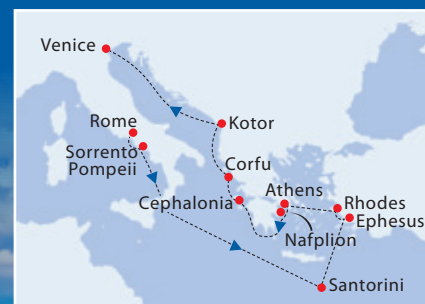 Venice
Rome
Kotor
Sorrento
Pompeii
Corfu
Athens
Cephalonia
Rhodes
Ephesus
Nafplion
Santorini